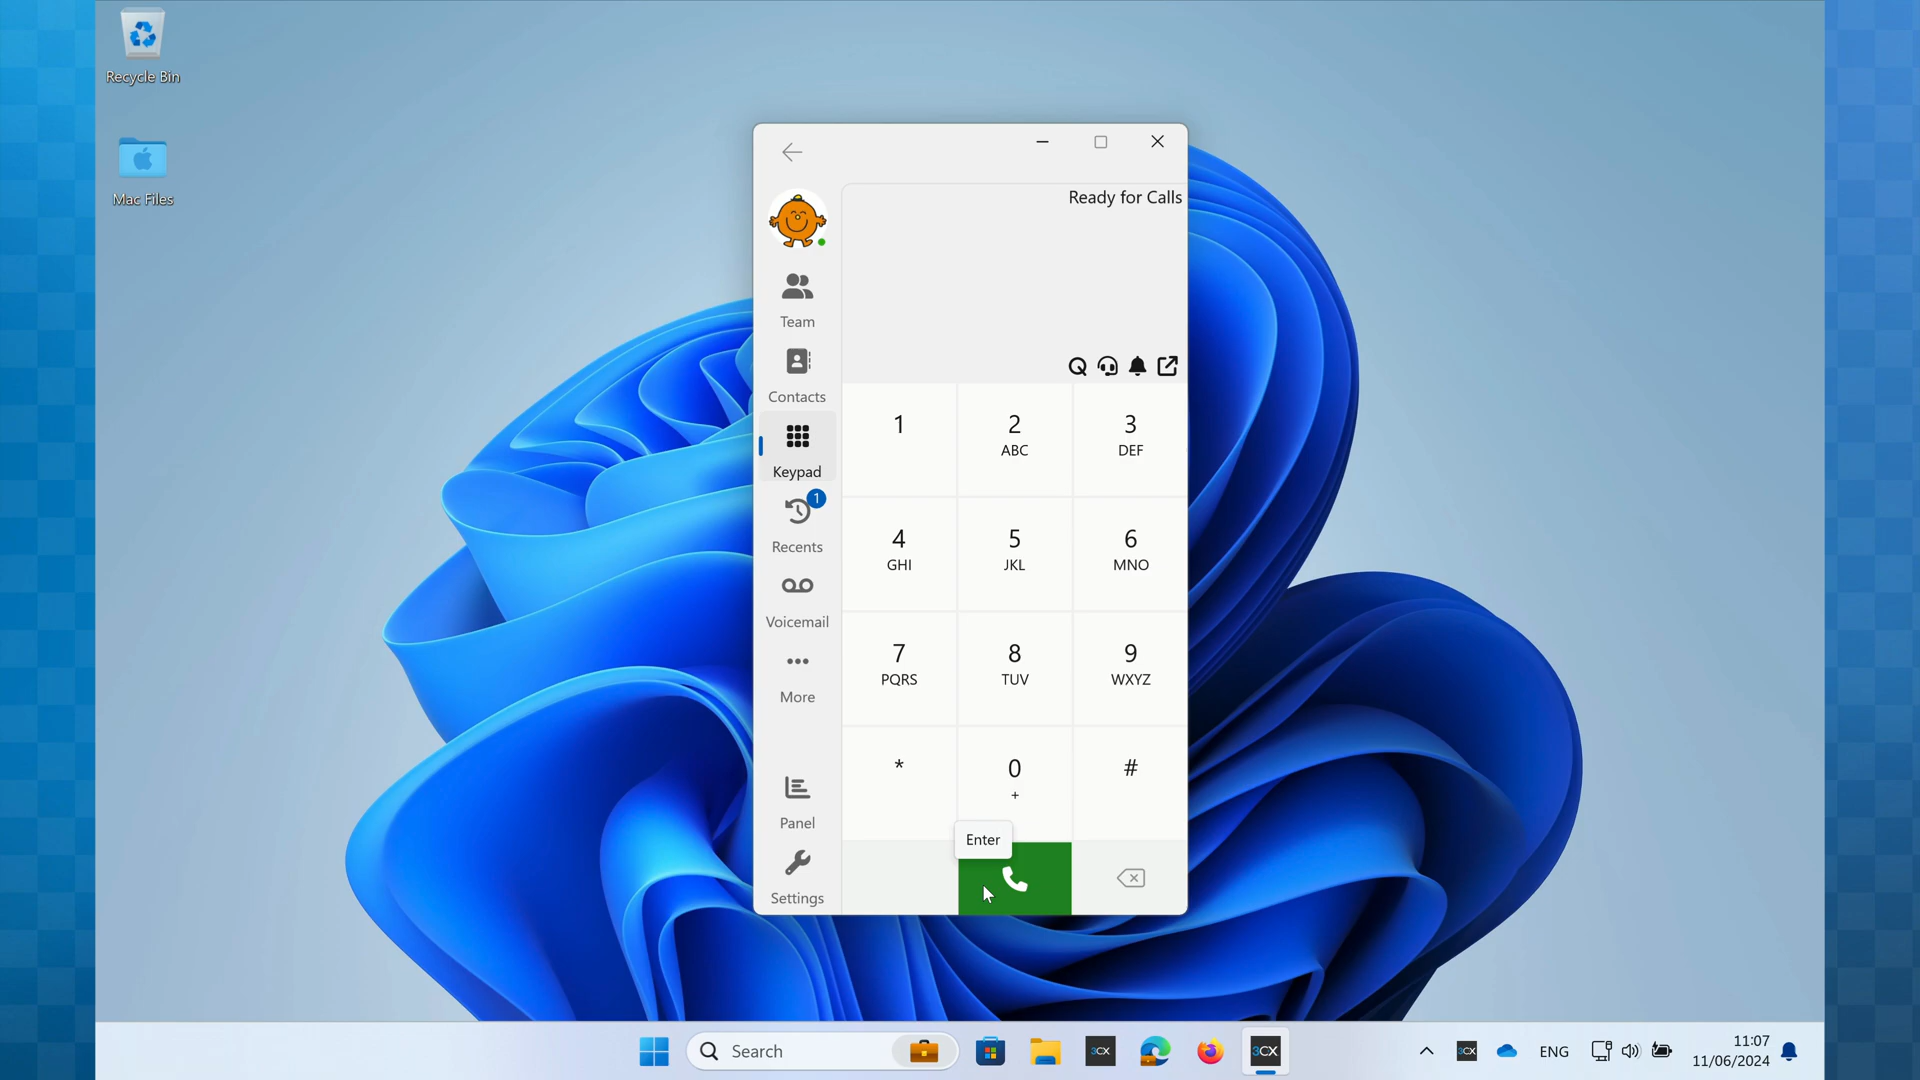 Recycle Bin
Mac Files
Ready for Calls
Team
Contacts
Keypad
1
Recents
Voicemail
More
Panel
Settings
1
2
ABC
3
DEF
4
GHI
5
JKL
6
MNO
7
PQRS
8
TUV
9
WXYZ
*
0
+
#
Enter
Search
3CX
3CX
3CX
ENG
11:07
11/06/2024